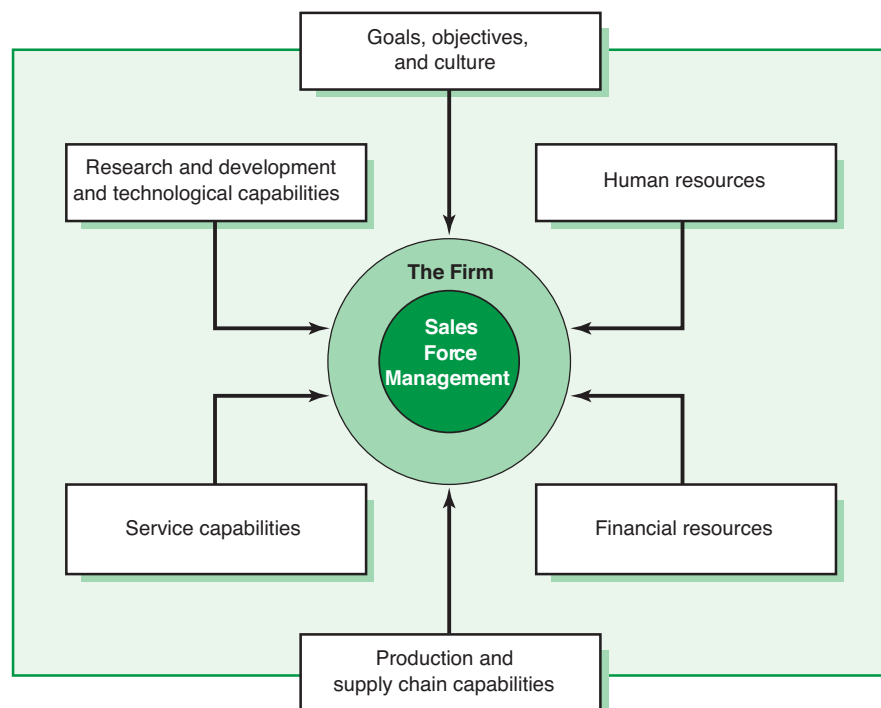 Goals, objectives,
and culture
Research and development
and technological capabilities
Human resources
The Firm
Sales
Force
Management
Service capabilities
Financial resources
Production and
supply chain capabilities